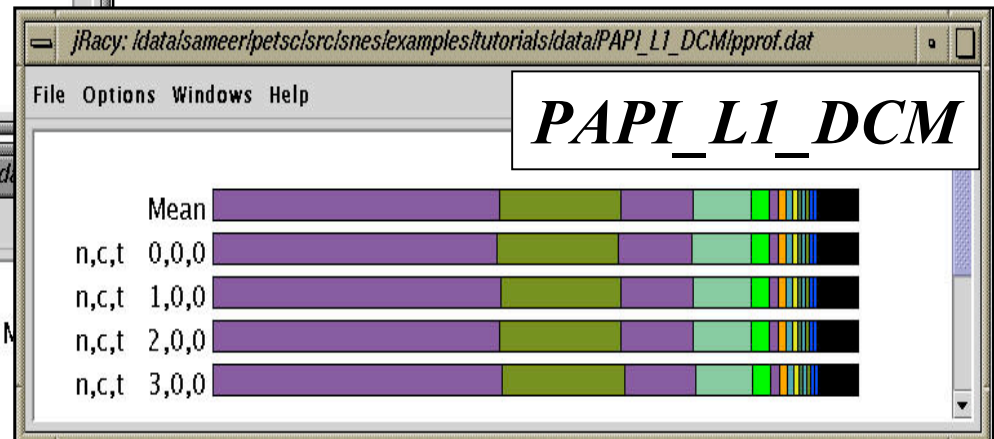 jRacy: /data/sameer/petsc/src/snes/examples/tutorials/data/PAPI_L1_DCM/pprof.dat
File Options Windows Help
PAPI_L1_DCM
Mean
n,c,t 0,0,0
n,c,t 1,0,0
n,c,t 2,0,0
n,c,t 3,0,0